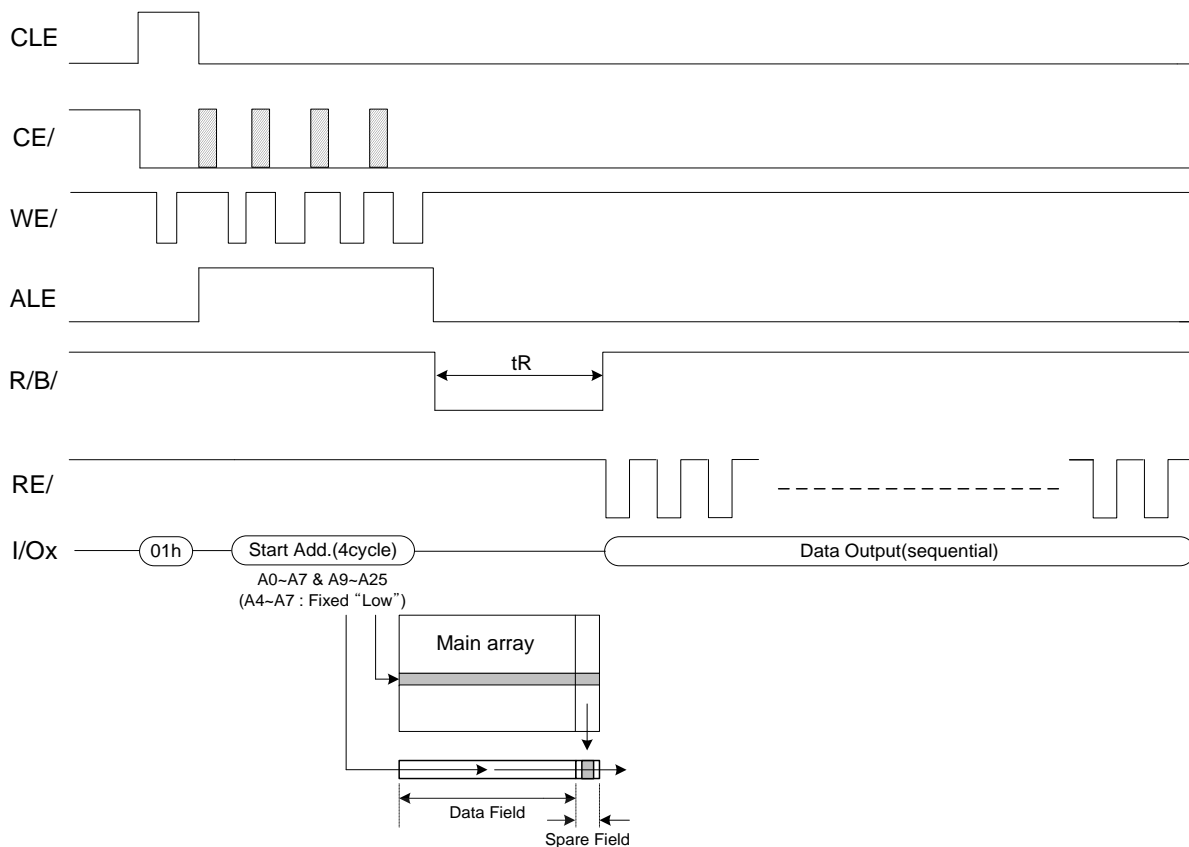 CLE
CE/
WE/
ALE
R/B/
tR
RE/
I/Ox
01h
Start Add.(4cycle)
Data Output(sequential)
A0~A7 & A9~A25
(A4~A7 : Fixed “Low”)
Main array
Data Field
Spare Field